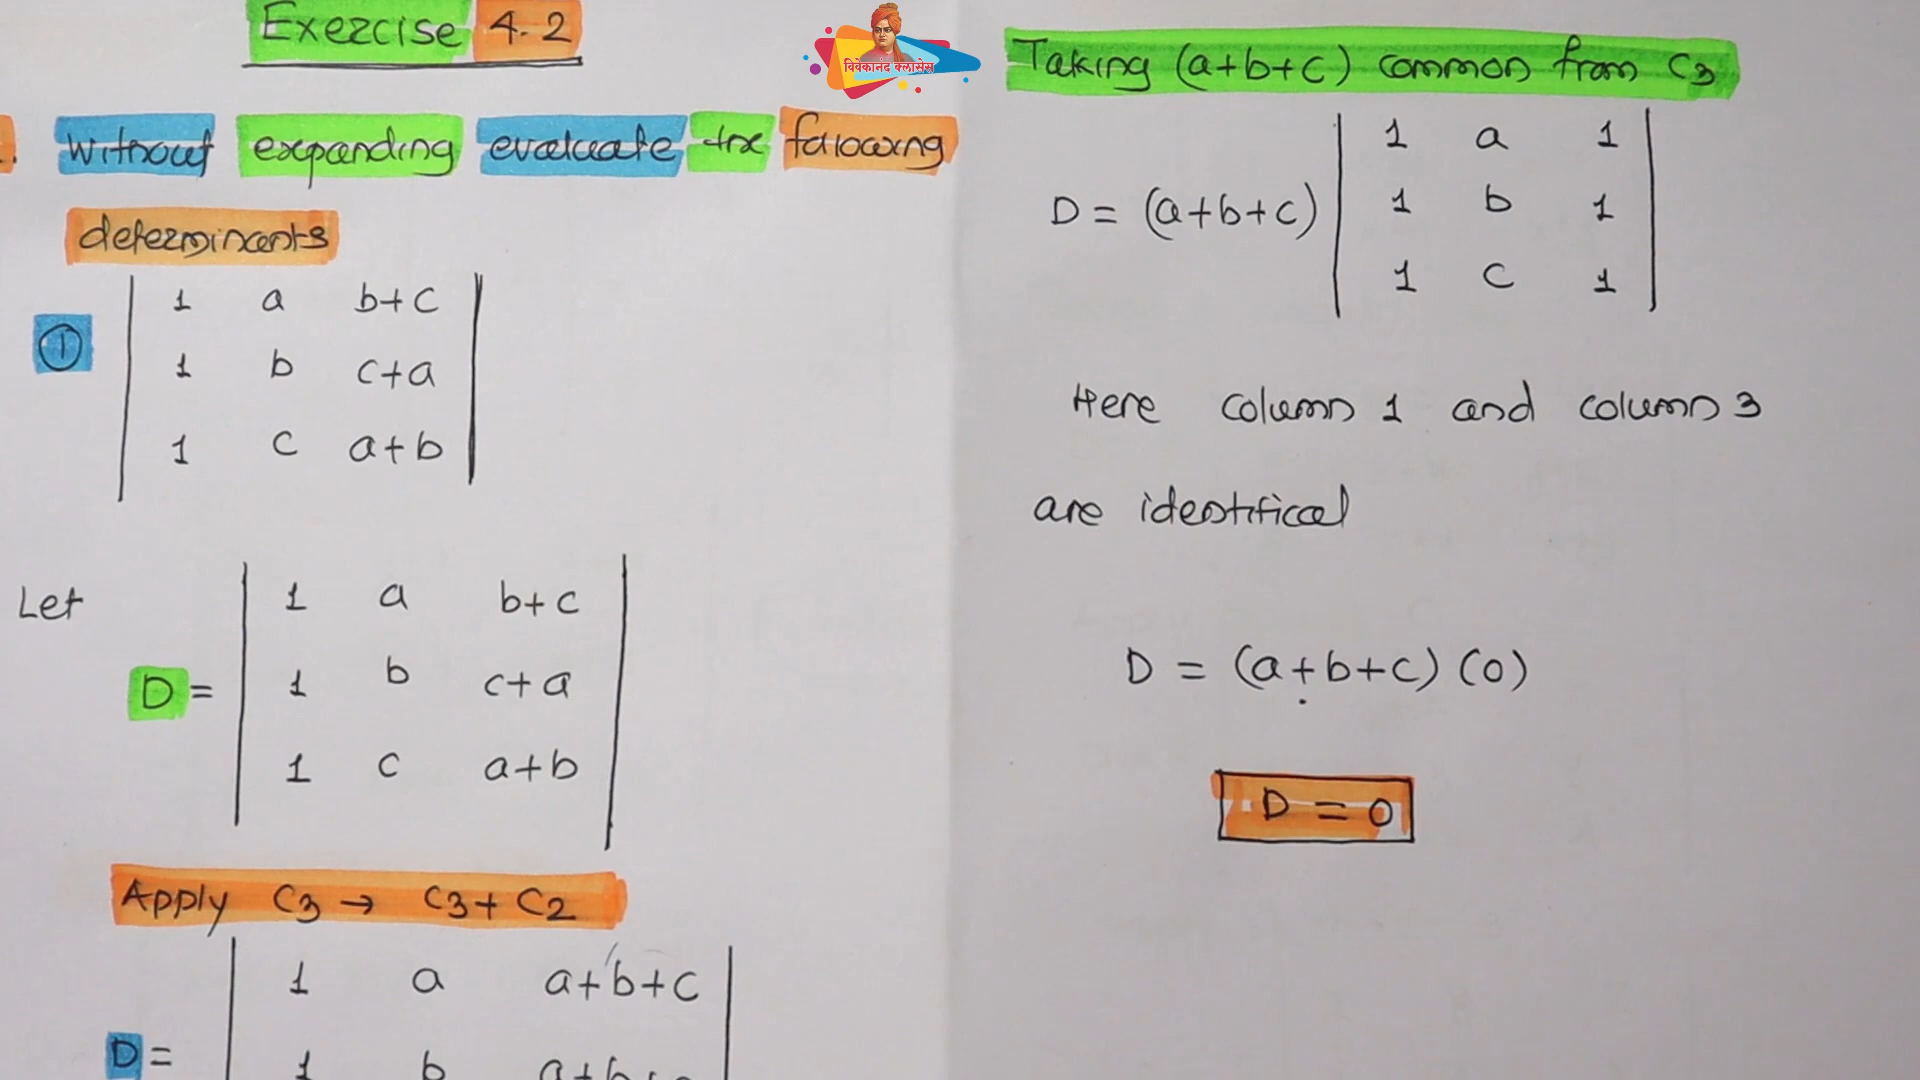 Exercise 4.2
विवेकानंद क्लासेस
. Without expanding evaluate the following
determinants
① | 1 a b+c |
| 1 b c+a |
| 1 c a+b |
Let
D = | 1 a b+c |
| 1 b c+a |
| 1 c a+b |
Apply C3 → C3 + C2
D = | 1 a a+b+c |
| 1 b
Taking (a+b+c) common from C3
D = (a+b+c) | 1 a 1 |
| 1 b 1 |
| 1 c 1 |
Here column 1 and column 3
are identical
D = (a+b+c) (0)
D = 0